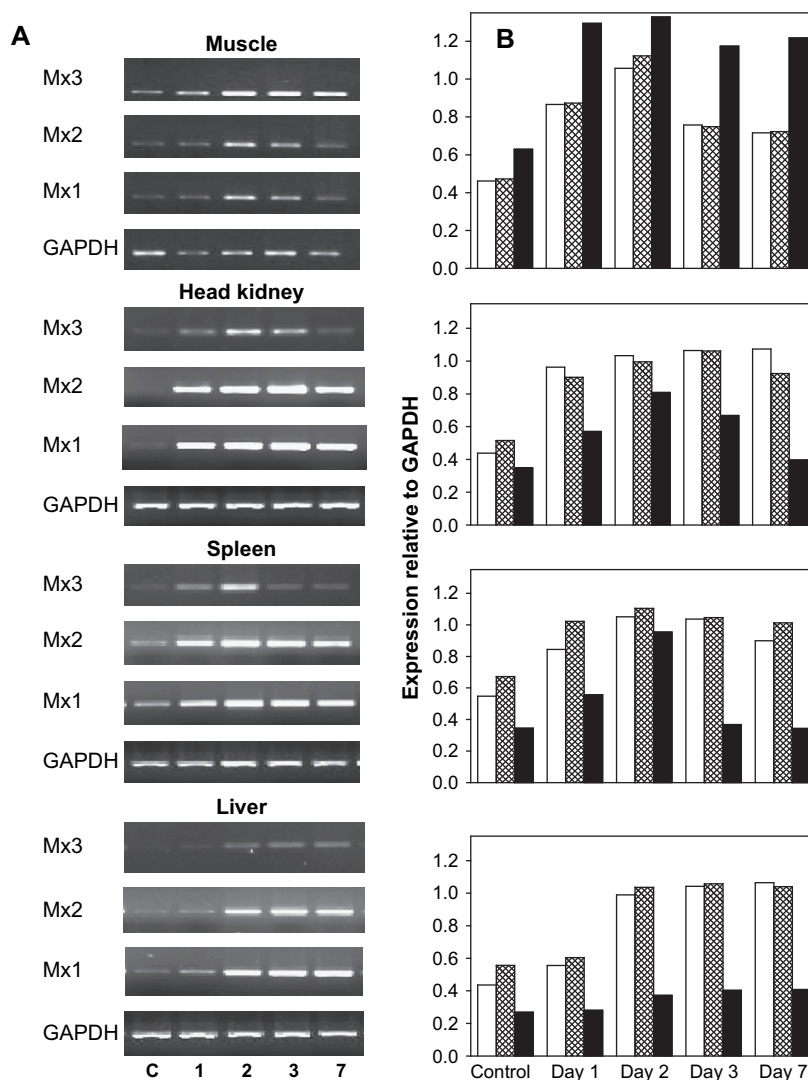 A
Muscle
Mx3
Mx2
Mx1
GAPDH
Head kidney
Mx3
Mx2
Mx1
GAPDH
Spleen
Mx3
Mx2
Mx1
GAPDH
Liver
Mx3
Mx2
Mx1
GAPDH
C 1 2 3 7
B
Expression relative to GAPDH
1.2
1.0
0.8
0.6
0.4
0.2
0.0
1.2
1.0
0.8
0.6
0.4
0.2
0.0
1.2
1.0
0.8
0.6
0.4
0.2
0.0
1.2
1.0
0.8
0.6
0.4
0.2
0.0
Control Day 1 Day 2 Day 3 Day 7